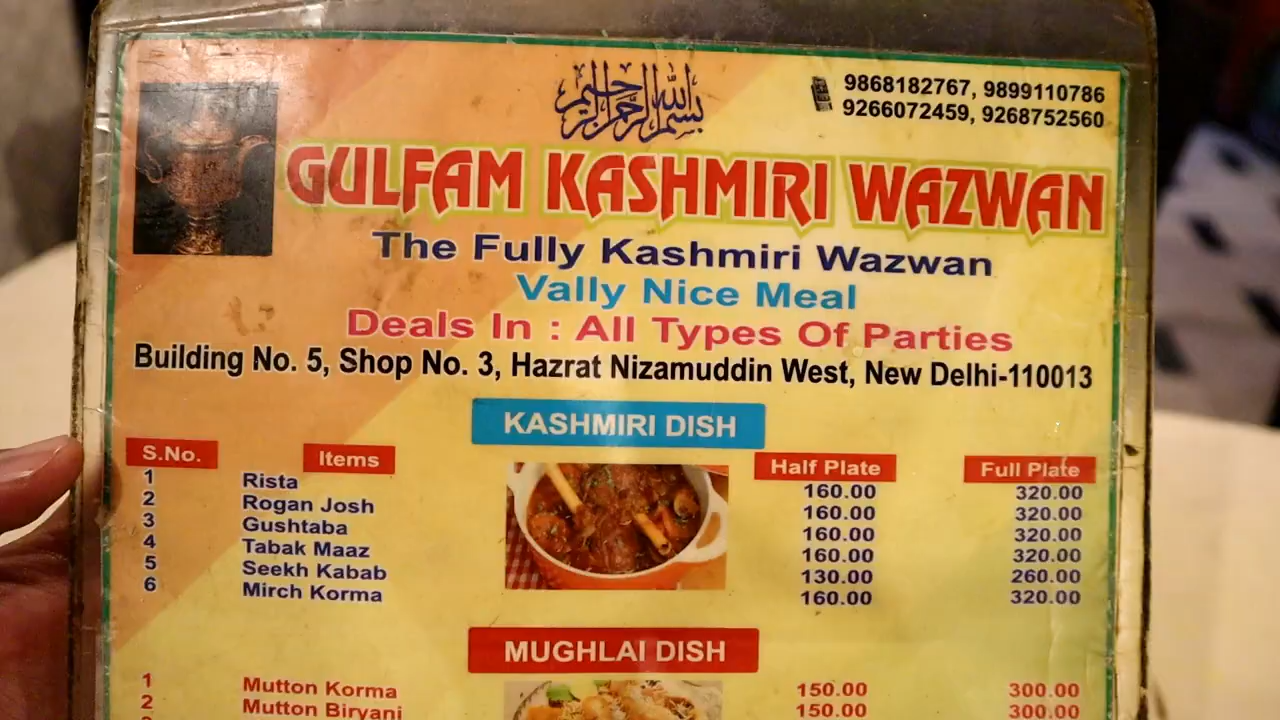 بسم الله الرحمن الرحيم
9868182767, 9899110786
9266072459, 9268752560
GULFAM KASHMIRI WAZWAN
The Fully Kashmiri Wazwan
Vally Nice Meal
Deals In : All Types Of Parties
Building No. 5, Shop No. 3, Hazrat Nizamuddin West, New Delhi-110013
KASHMIRI DISH
S.No. Items Half Plate Full Plate
1 Rista 160.00 320.00
2 Rogan Josh 160.00 320.00
3 Gushtaba 160.00 320.00
4 Tabak Maaz 160.00 320.00
5 Seekh Kabab 130.00 260.00
6 Mirch Korma 160.00 320.00
MUGHLAI DISH
1 Mutton Korma 150.00 300.00
2 Mutton Biryani 150.00 300.00